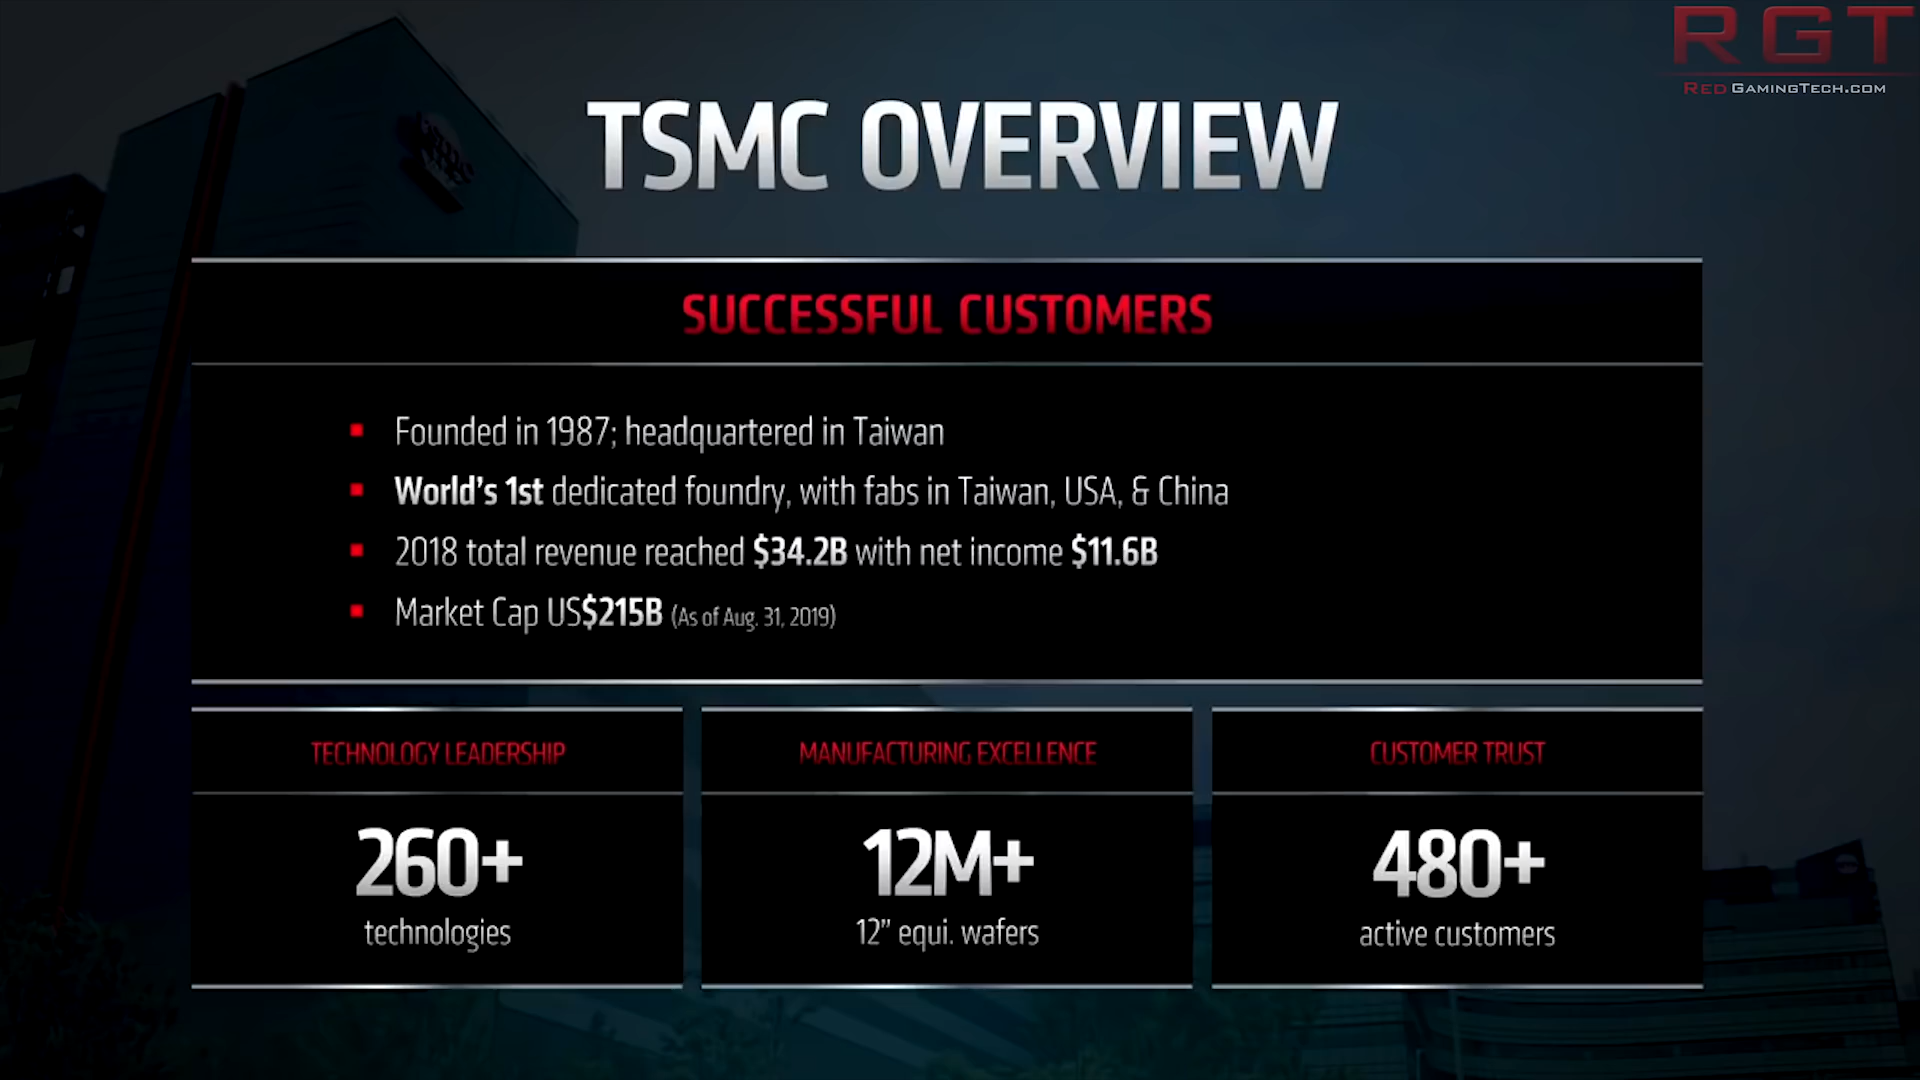 RGT
RedGamingTech.com
TSMC OVERVIEW
SUCCESSFUL CUSTOMERS
Founded in 1987; headquartered in Taiwan
World's 1st dedicated foundry, with fabs in Taiwan, USA, & China
2018 total revenue reached $34.2B with net income $11.6B
Market Cap US$215B (As of Aug. 31, 2019)
TECHNOLOGY LEADERSHIP
260+
technologies
MANUFACTURING EXCELLENCE
12M+
12” equi. wafers
CUSTOMER TRUST
480+
active customers